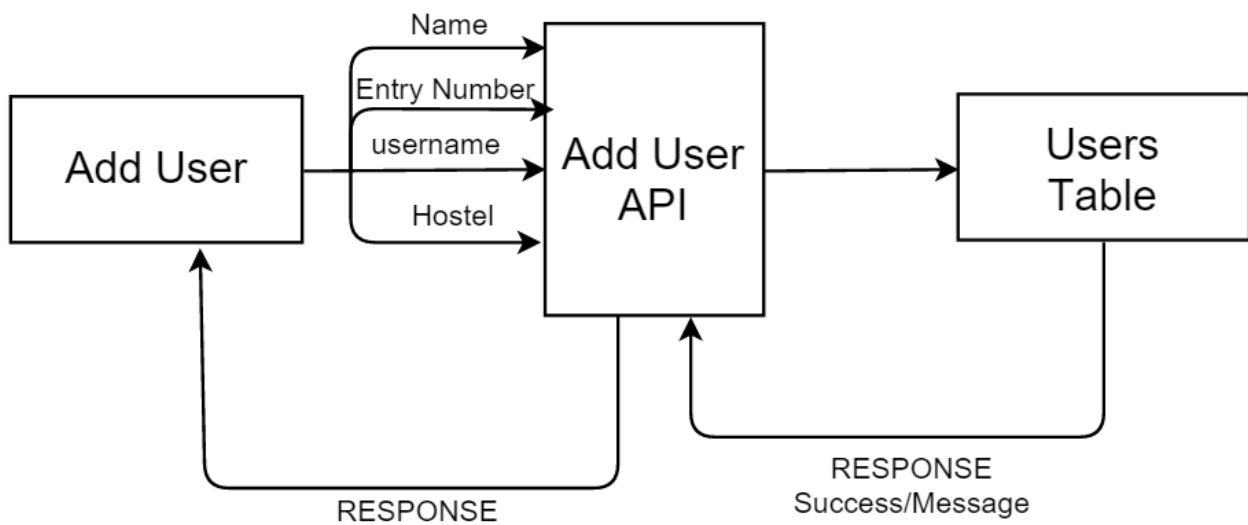 Name
Entry Number
username
Hostel
Add User
Add User
API
Users
Table
RESPONSE
Success/Message
RESPONSE